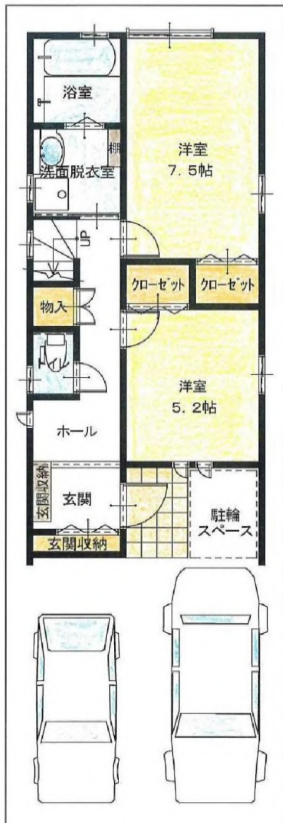 浴室
棚
洗面脱衣室
洋室
7.5帖
UP
クローゼット
クローゼット
物入
洋室
5.2帖
ホール
玄関収納
玄関
駐輪
スペース
玄関収納